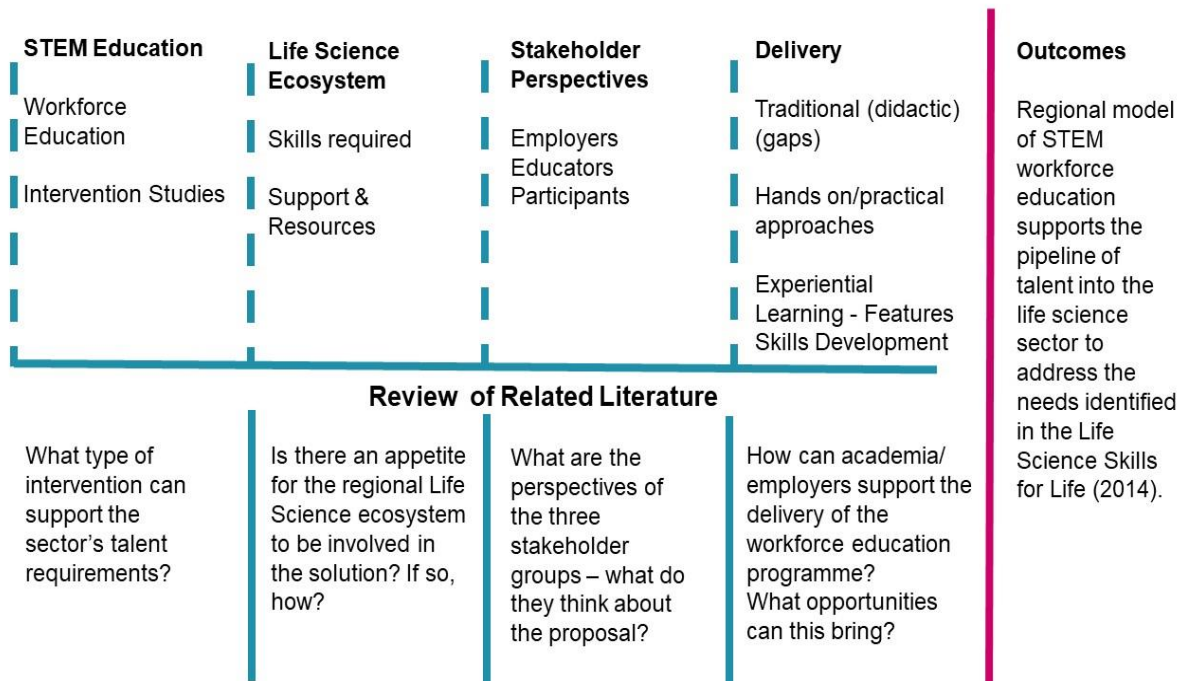 STEM Education
Workforce
Education
Intervention Studies
Life Science
Ecosystem
Skills required
Support &
Resources
Stakeholder
Perspectives
Employers
Educators
Participants
Delivery
Traditional (didactic)
(gaps)
Hands on/practical
approaches
Experiential
Learning - Features
Skills Development
Outcomes
Regional model
of STEM
workforce
education
supports the
pipeline of
talent into the
life science
sector to
address the
needs identified
in the Life
Science Skills
for Life (2014).
Review of Related Literature
What type of
intervention can
support the
sector’s talent
requirements?
Is there an appetite
for the regional Life
Science ecosystem
to be involved in
the solution? If so,
how?
What are the
perspectives of
the three
stakeholder
groups – what do
they think about
the proposal?
How can academia/
employers support the
delivery of the
workforce education
programme?
What opportunities
can this bring?